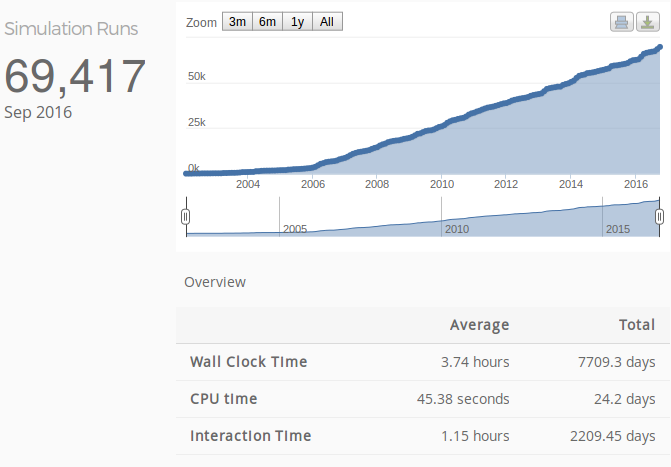 Simulation Runs
69,417
Sep 2016
Zoom 3m 6m 1y All
50k
25k
0k
2004 2006 2008 2010 2012 2014 2016
2005 2010 2015
Overview
Average Total
Wall Clock Time 3.74 hours 7709.3 days
CPU time 45.38 seconds 24.2 days
Interaction Time 1.15 hours 2209.45 days